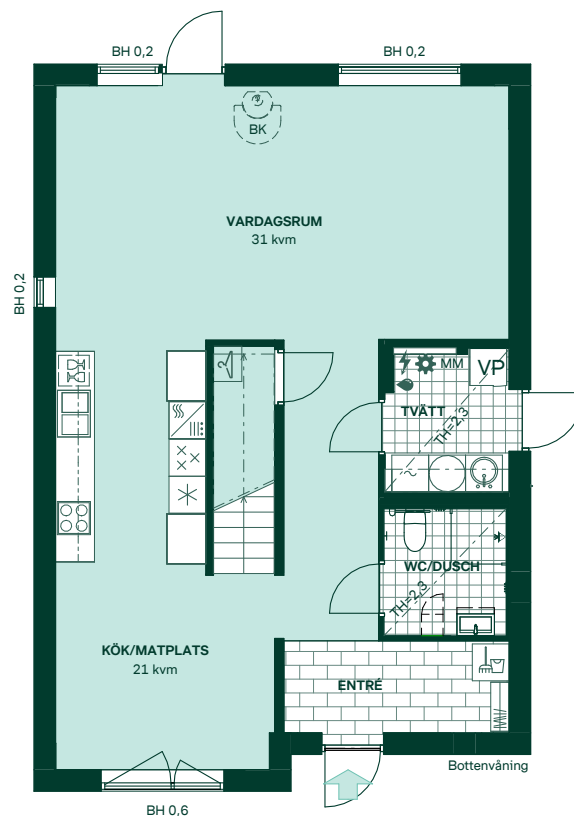 BH 0,2
BH 0,2
BK
VARDAGSRUM
31 kvm
BH 0,2
MM
VP
TVÄTT
TH=2,3
WC/DUSCH
TH=2,3
KÖK/MATPLATS
21 kvm
ENTRÉ
Bottenvåning
BH 0,6